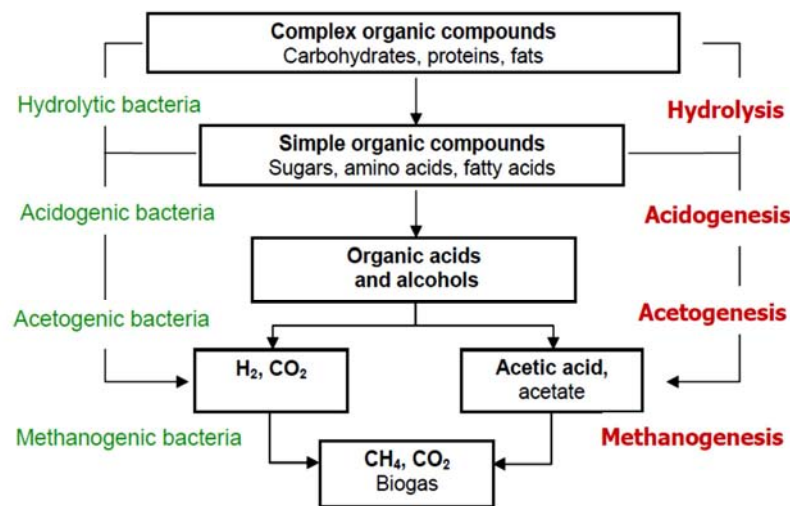 Complex organic compounds
Carbohydrates, proteins, fats
Hydrolytic bacteria
Hydrolysis
Simple organic compounds
Sugars, amino acids, fatty acids
Acidogenic bacteria
Acidogenesis
Organic acids
and alcohols
Acetogenic bacteria
Acetogenesis
H₂, CO₂
Acetic acid,
acetate
Methanogenic bacteria
Methanogenesis
CH₄, CO₂
Biogas